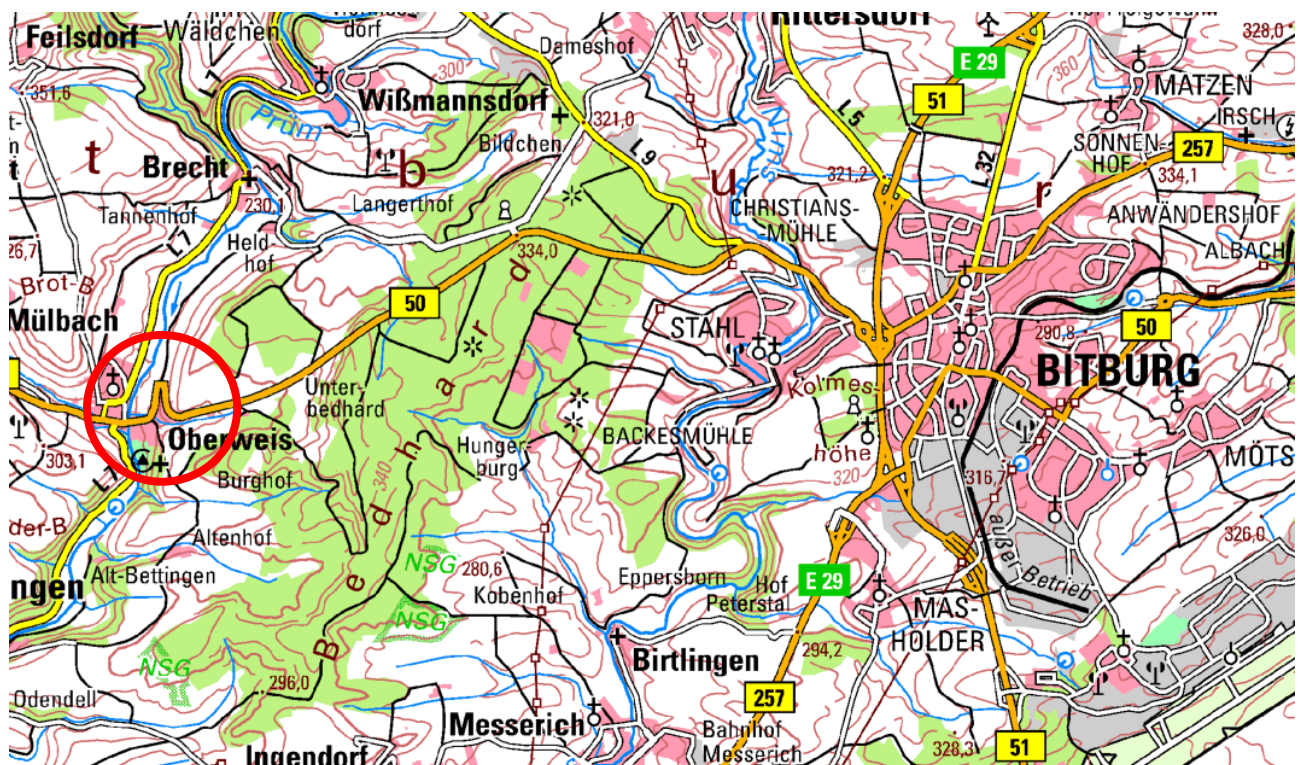 Feilsdorf
Wäldchen
dorf
Rittersdorf
Dameshof
E 29
328,0
351,6
L 7
300
Wißmannsdorf
321,0
51
360
MATZEN
Prüm
Bildchen
L 9
Nims
L 5
IRSCH
t
Brecht
b
u
L 32
SONNEN-
HOF
257
230,1
Langerthof
321,2
r
334,1
Tannenhof
CHRISTIANS-
MÜHLE
ANWÄNDERSHOF
26,7
L 7
Held-
hof
334,0
d
ALBACH
Brot-B
50
Mülbach
r
STAHL
290,8
50
BITBURG
Unter-
bedhard
a
Kolmes-
höhe
Oberweis
h
Hunger-
burg
BACKESMÜHLE
303,1
340
320
316,7
MÖTS
L
Burghof
d
der-B
Altenhof
e
außer
Betrieb
326,0
ngen
Alt-Bettingen
NSG
280,6
Kobenhof
Eppersborn
Hof
Peterstal
E 29
MAS-
HOLDER
NSG
B
NSG
Birtlingen
294,2
Odendell
296,0
257
Messerich
Bahnhof
Messerich
328,3
51
Ingendorf